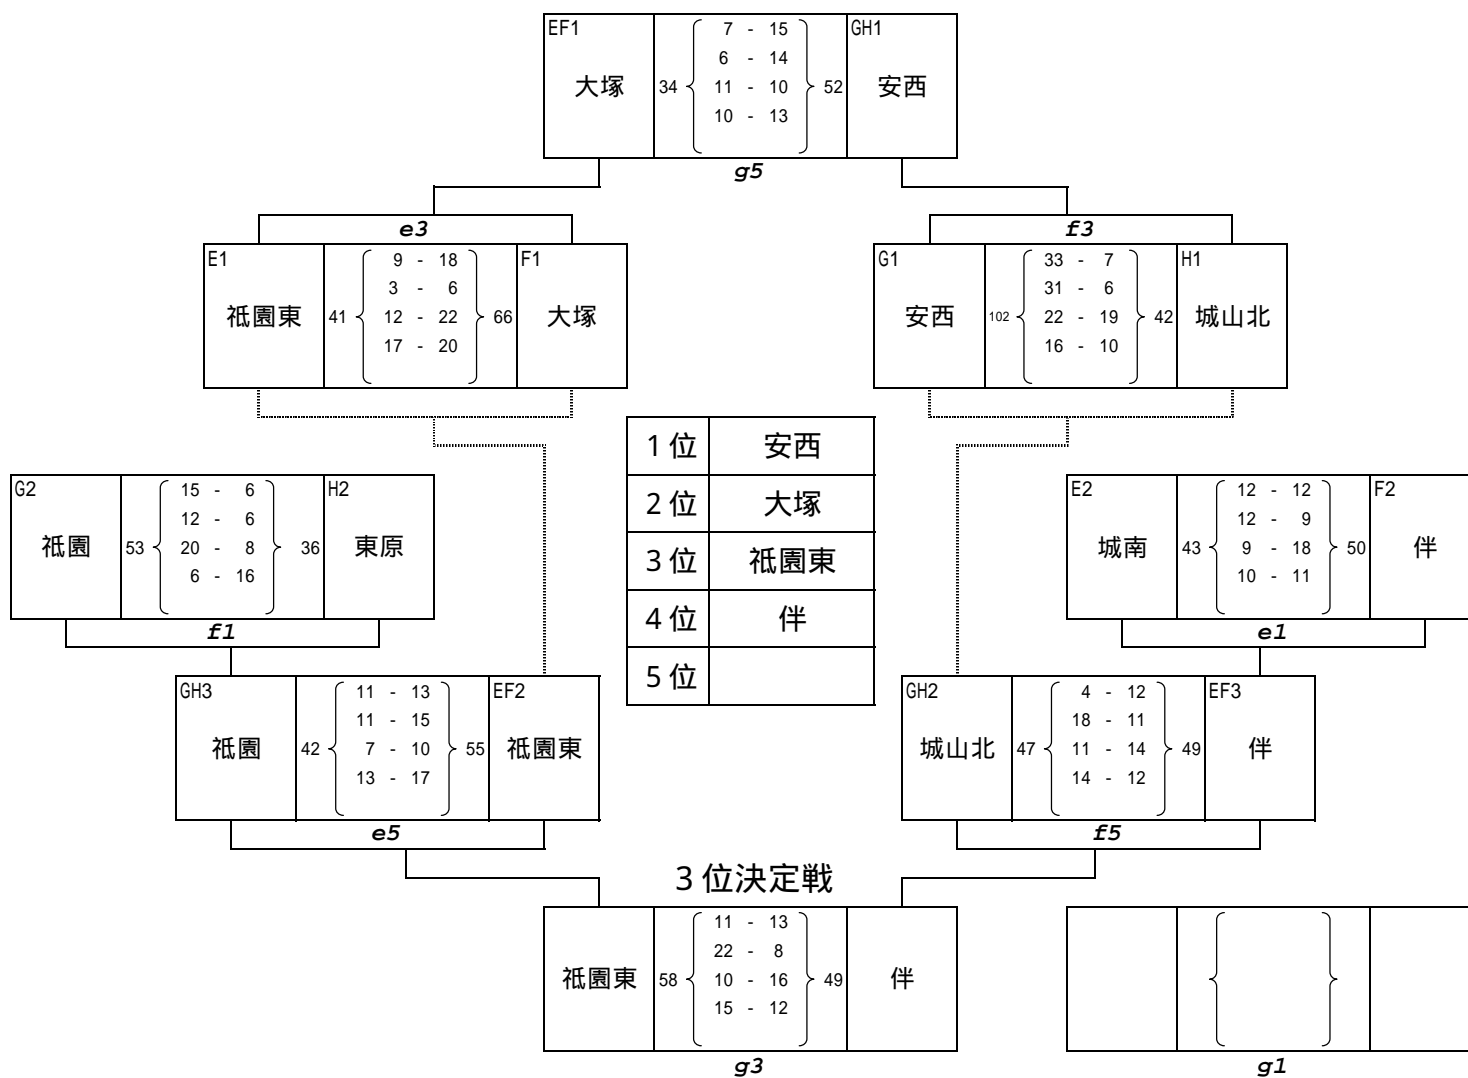 EF1 大塚 34 52 GH1 安西
7 - 15
6 - 14
11 - 10
10 - 13
g5
e3
f3
E1 祇園東 41 66 F1 大塚
9 - 18
3 - 6
12 - 22
17 - 20
G1 安西 102 42 H1 城山北
33 - 7
31 - 6
22 - 19
16 - 10
1位 安西
2位 大塚
3位 祇園東
4位 伴
5位
G2 祇園 53 36 H2 東原
15 - 6
12 - 6
20 - 8
6 - 16
f1
E2 城南 43 50 F2 伴
12 - 12
12 - 9
9 - 18
10 - 11
e1
GH3 祇園 42 55 EF2 祇園東
11 - 13
11 - 15
7 - 10
13 - 17
e5
GH2 城山北 47 49 EF3 伴
4 - 12
18 - 11
11 - 14
14 - 12
f5
3位決定戦
祇園東 58 49 伴
11 - 13
22 - 8
10 - 16
15 - 12
g3
g1